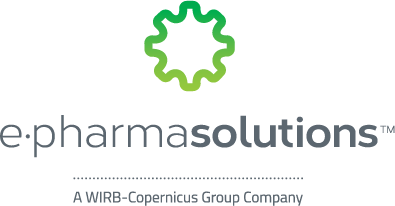 e·pharmasolutions™
A WIRB-Copernicus Group Company